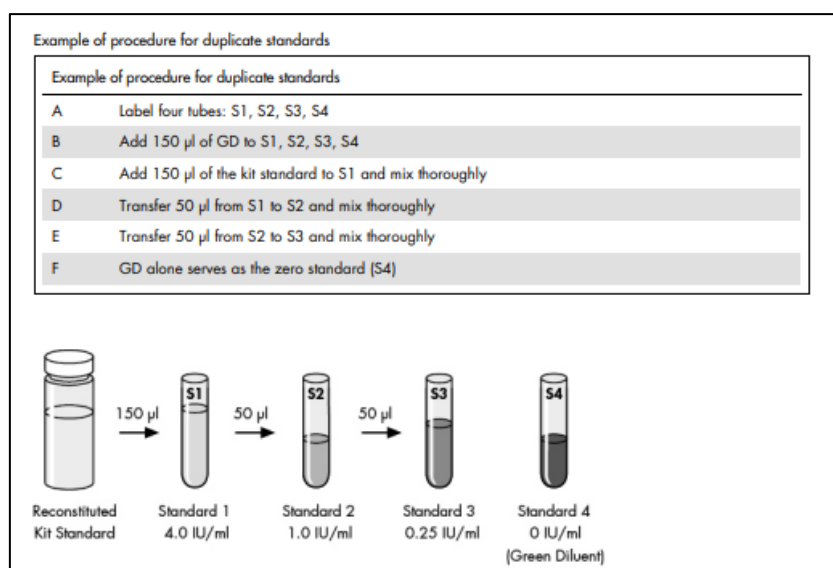 Example of procedure for duplicate standards
Example of procedure for duplicate standards
A Label four tubes: S1, S2, S3, S4
B Add 150 µl of GD to S1, S2, S3, S4
C Add 150 µl of the kit standard to S1 and mix thoroughly
D Transfer 50 µl from S1 to S2 and mix thoroughly
E Transfer 50 µl from S2 to S3 and mix thoroughly
F GD alone serves as the zero standard (S4)
S1 S2 S3 S4
150 µl 50 µl 50 µl
Reconstituted Standard 1 Standard 2 Standard 3 Standard 4
Kit Standard 4.0 IU/ml 1.0 IU/ml 0.25 IU/ml 0 IU/ml
(Green Diluent)